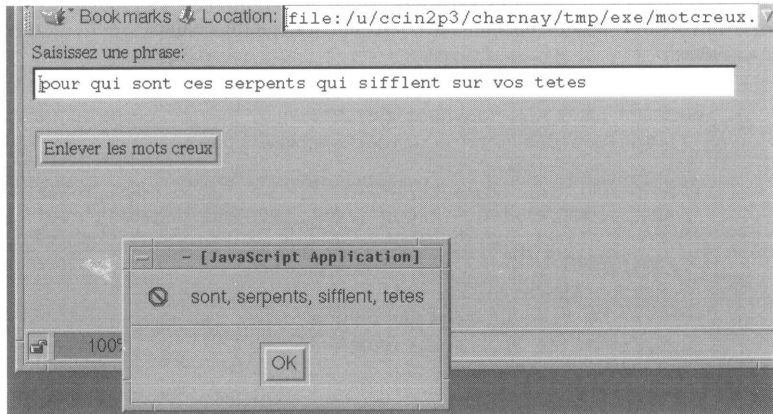 Bookmarks Location: file:/u/ccin2p3/charnay/tmp/exe/motcreux.
Saisissez une phrase:
pour qui sont ces serpents qui sifflent sur vos tetes
Enlever les mots creux
- [JavaScript Application]
sont, serpents, sifflent, tetes
100%
OK